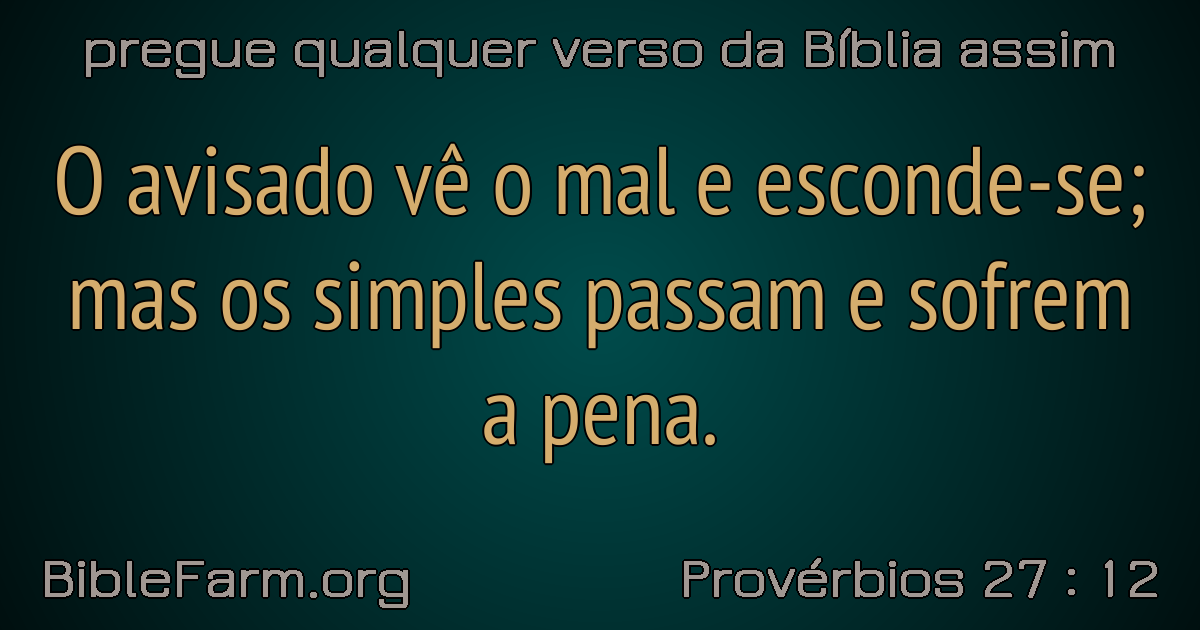 pregue qualquer verso da Bíblia assim
O avisado vê o mal e esconde-se;
mas os simples passam e sofrem
a pena.
BibleFarm.org
Provérbios 27 : 12